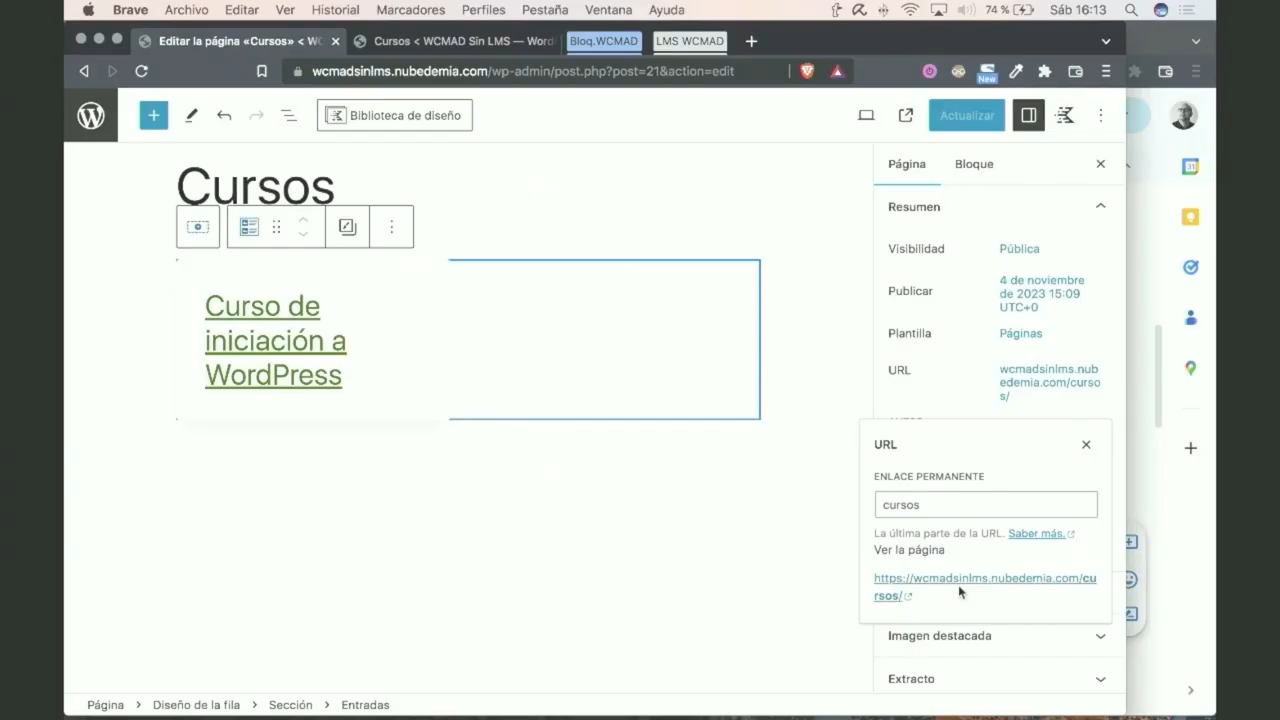 Brave Archivo Editar Ver Historial Marcadores Perfiles Pestaña Ventana Ayuda 74 % Sáb 16:13
Editar la página «Cursos» < WC Cursos < WCMAD Sin LMS — Word Bloq.WCMAD LMS WCMAD
wcmadsinlms.nubedemia.com/wp-admin/post.php?post=21&action=edit
New
Biblioteca de diseño
Actualizar
Cursos
Curso de
iniciación a
WordPress
Página Bloque
Resumen
Visibilidad Pública
Publicar 4 de noviembre
de 2023 15:09
UTC+0
Plantilla Páginas
URL wcmadsinlms.nub
edemia.com/curso
s/
URL
ENLACE PERMANENTE
cursos
La última parte de la URL. Saber más.
Ver la página
https://wcmadsinlms.nubedemia.com/cu
rsos/
Imagen destacada
Extracto
Página > Diseño de la fila > Sección > Entradas
31